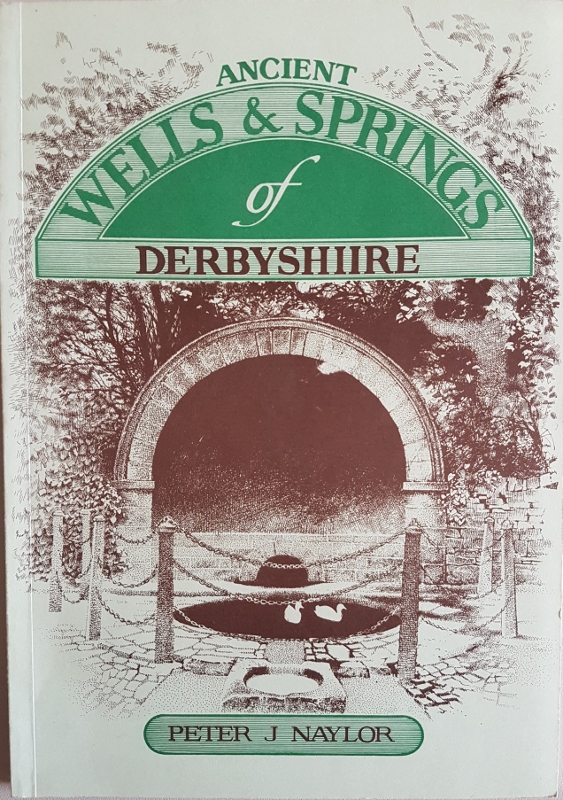 ANCIENT
WELLS & SPRINGS
of
DERBYSHIIRE
PETER J NAYLOR